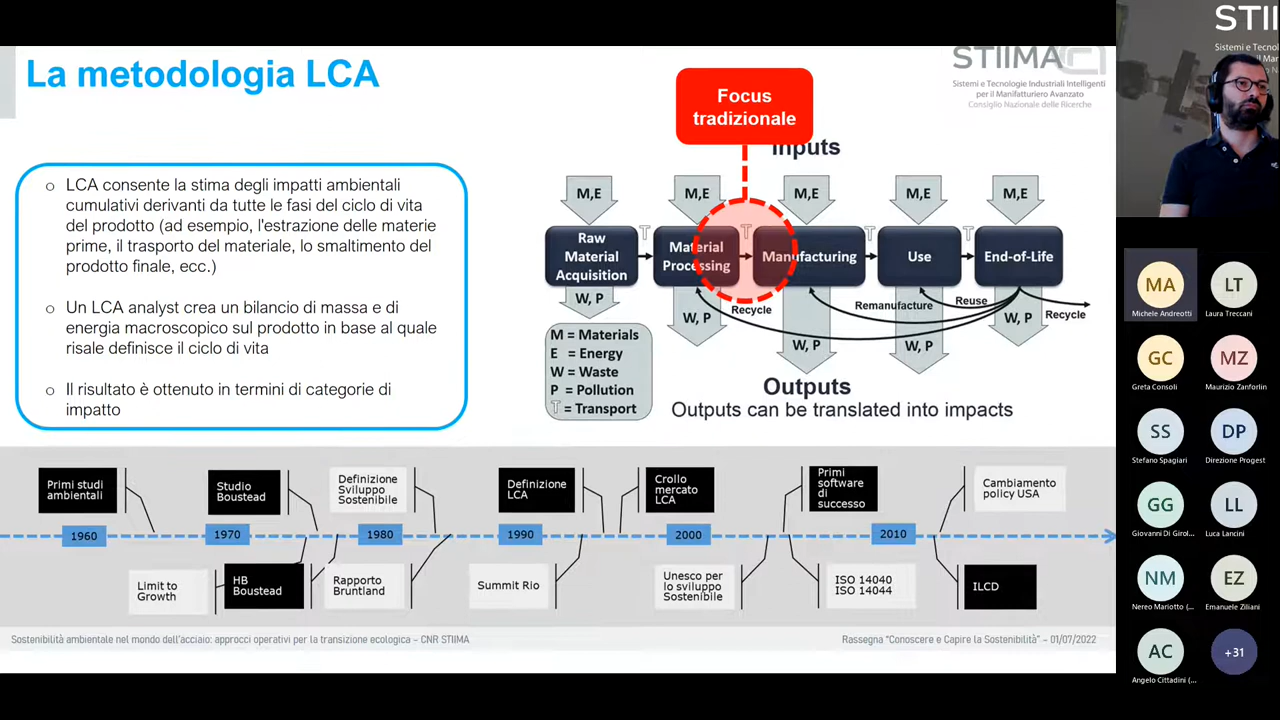 La metodologia LCA
STIIMA
Sistemi e Tecnologie Industriali Intelligenti
per il Manifatturiero Avanzato
Consiglio Nazionale delle Ricerche
Focus
tradizionale
Inputs
o LCA consente la stima degli impatti ambientali
cumulativi derivanti da tutte le fasi del ciclo di vita
del prodotto (ad esempio, l'estrazione delle materie
prime, il trasporto del materiale, lo smaltimento del
prodotto finale, ecc.)
o Un LCA analyst crea un bilancio di massa e di
energia macroscopico sul prodotto in base al quale
risale definisce il ciclo di vita
o Il risultato è ottenuto in termini di categorie di
impatto
M,E M,E M,E M,E M,E
T T T T
Raw
Material
Acquisition
Material
Processing
Manufacturing
Use
End-of-Life
W, P
W, P
W, P
W, P
W, P
Recycle
Remanufacture
Reuse
Recycle
M = Materials
E = Energy
W = Waste
P = Pollution
T = Transport
Outputs
Outputs can be translated into impacts
Primi studi
ambientali
Studio
Boustead
Definizione
Sviluppo
Sostenibile
Definizione
LCA
Crollo
mercato
LCA
Primi
software
di
successo
Cambiamento
policy USA
1960 1970 1980 1990 2000 2010
Limit to
Growth
HB
Boustead
Rapporto
Bruntland
Summit Rio
Unesco per
lo sviluppo
Sostenibile
ISO 14040
ISO 14044
ILCD
Sostenibilità ambientale nel mondo dell'acciaio: approcci operativi per la transizione ecologica – CNR STIIMA
Rassegna "Conoscere e Capire la Sostenibilità" – 01/07/2022
STII
Sistemi e Tecnol
MA
Michele Andreotti
LT
Laura Treccani
GC
Greta Consoli
MZ
Maurizio Zanforlin
SS
Stefano Spagiari
DP
Direzione Progest
GG
Giovanni Di Girol...
LL
Luca Lancini
NM
Nereo Mariotto (...
EZ
Emanuele Ziliani
AC
Angelo Cittadini (...
+31